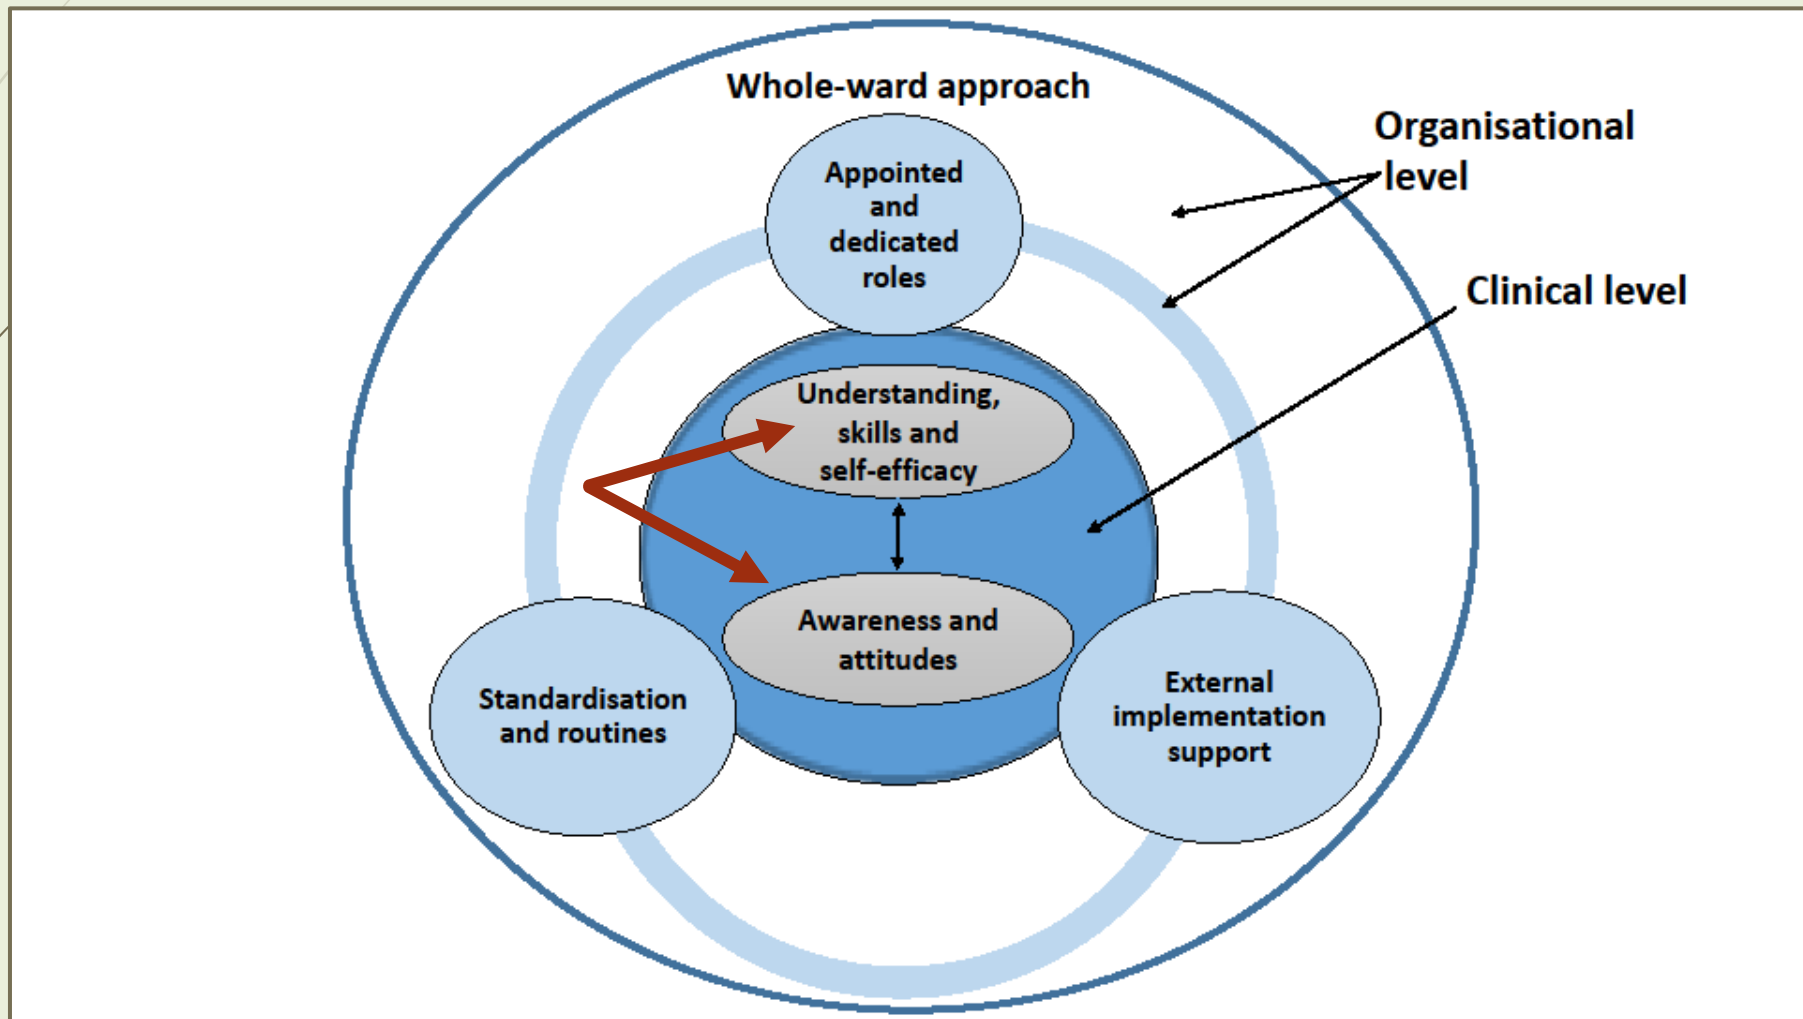 Whole-ward approach
Organisational
level
Appointed
and
dedicated
roles
Clinical level
Understanding,
skills and
self-efficacy
Awareness and
attitudes
Standardisation
and routines
External
implementation
support